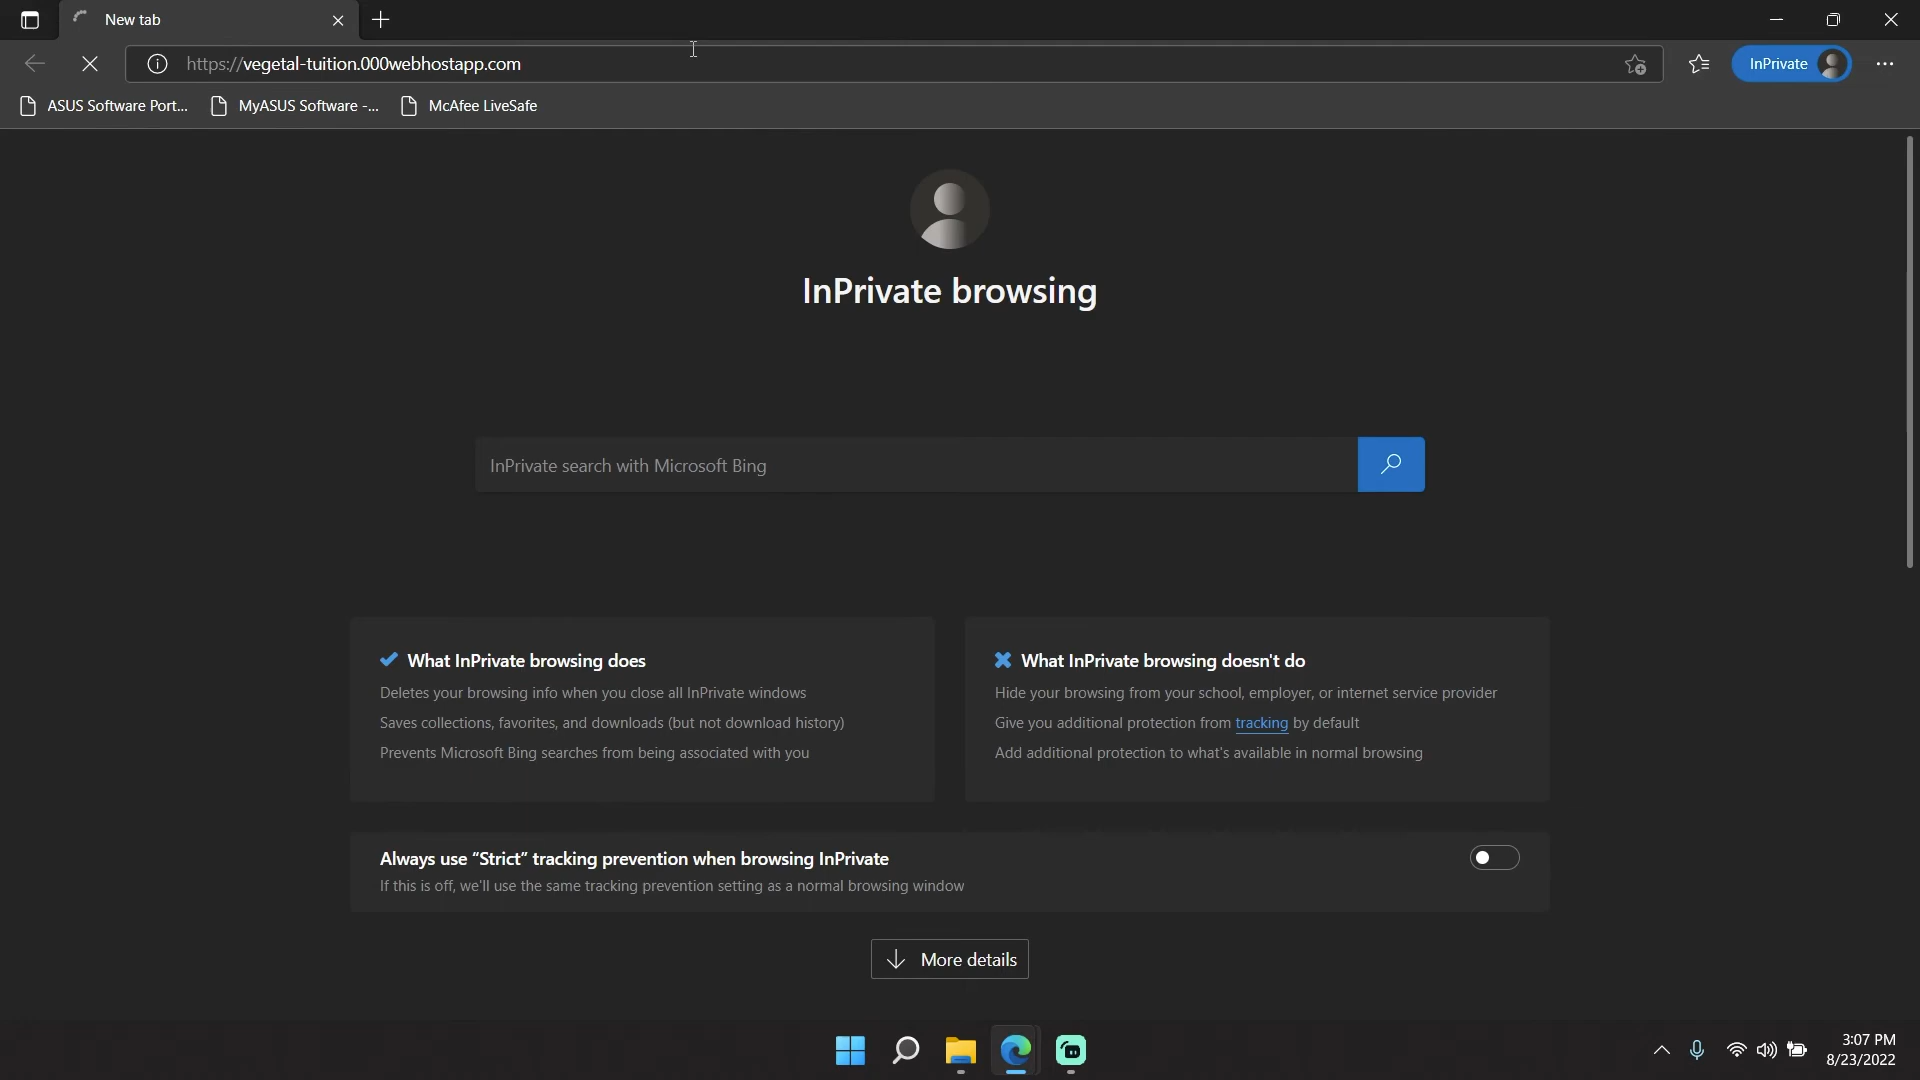 New tab
https://vegetal-tuition.000webhostapp.com
InPrivate
ASUS Software Port... MyASUS Software -... McAfee LiveSafe
InPrivate browsing
InPrivate search with Microsoft Bing
What InPrivate browsing does
Deletes your browsing info when you close all InPrivate windows
Saves collections, favorites, and downloads (but not download history)
Prevents Microsoft Bing searches from being associated with you
What InPrivate browsing doesn't do
Hide your browsing from your school, employer, or internet service provider
Give you additional protection from tracking by default
Add additional protection to what's available in normal browsing
Always use “Strict” tracking prevention when browsing InPrivate
If this is off, we'll use the same tracking prevention setting as a normal browsing window
More details
3:07 PM
8/23/2022